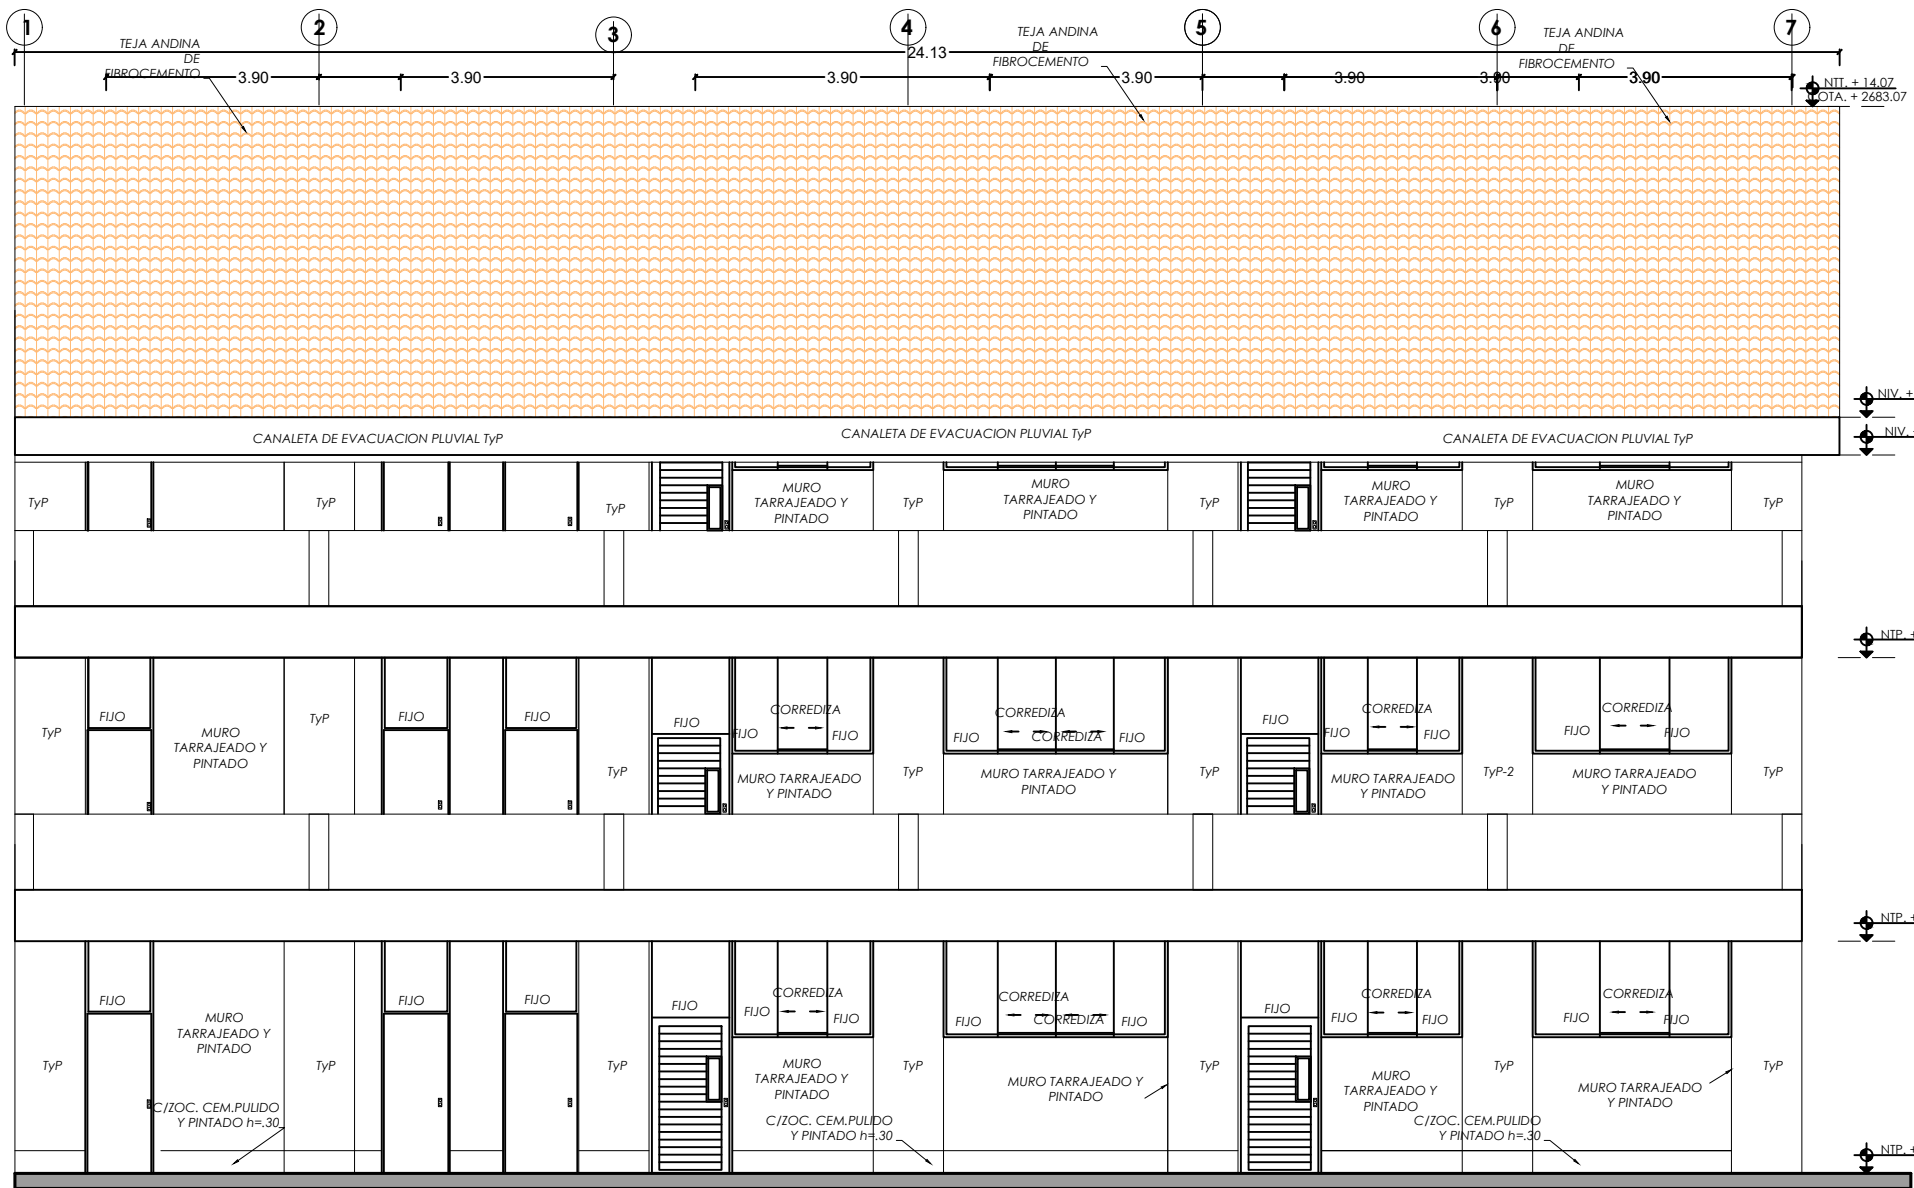 1
2
3
4
5
6
7
TEJA ANDINA
DE
FIBROCEMENTO
TEJA ANDINA
DE
FIBROCEMENTO
TEJA ANDINA
DE
FIBROCEMENTO
24.13
3.90
3.90
3.90
3.90
3.90
3.90
3.90
NTT. + 14.07
OTA. + 2683.07
NIV. +
NIV.
CANALETA DE EVACUACION PLUVIAL TyP
CANALETA DE EVACUACION PLUVIAL TyP
CANALETA DE EVACUACION PLUVIAL TyP
TyP
TyP
TyP
MURO
TARRAJEADO Y
PINTADO
TyP
MURO
TARRAJEADO Y
PINTADO
TyP
MURO
TARRAJEADO Y
PINTADO
TyP
MURO
TARRAJEADO Y
PINTADO
TyP
NTP. +
TyP
FIJO
MURO
TARRAJEADO Y
PINTADO
TyP
FIJO
FIJO
TyP
FIJO
FIJO
CORREDIZA
FIJO
MURO TARRAJEADO
Y PINTADO
TyP
FIJO
CORREDIZA
CORREDIZA
FIJO
MURO TARRAJEADO Y
PINTADO
TyP
FIJO
FIJO
CORREDIZA
FIJO
MURO TARRAJEADO
Y PINTADO
TyP-2
FIJO
CORREDIZA
FIJO
MURO TARRAJEADO
Y PINTADO
TyP
NTP. +
TyP
FIJO
MURO
TARRAJEADO Y
PINTADO
C/ZOC. CEM.PULIDO
Y PINTADO h=.30
TyP
FIJO
FIJO
TyP
FIJO
FIJO
CORREDIZA
FIJO
MURO
TARRAJEADO Y
PINTADO
C/ZOC. CEM.PULIDO
Y PINTADO h=.30
TyP
FIJO
CORREDIZA
CORREDIZA
FIJO
MURO TARRAJEADO Y
PINTADO
TyP
FIJO
FIJO
CORREDIZA
FIJO
MURO
TARRAJEADO Y
PINTADO
C/ZOC. CEM.PULIDO
Y PINTADO h=.30
TyP
FIJO
CORREDIZA
FIJO
MURO TARRAJEADO
Y PINTADO
TyP
NTP. +